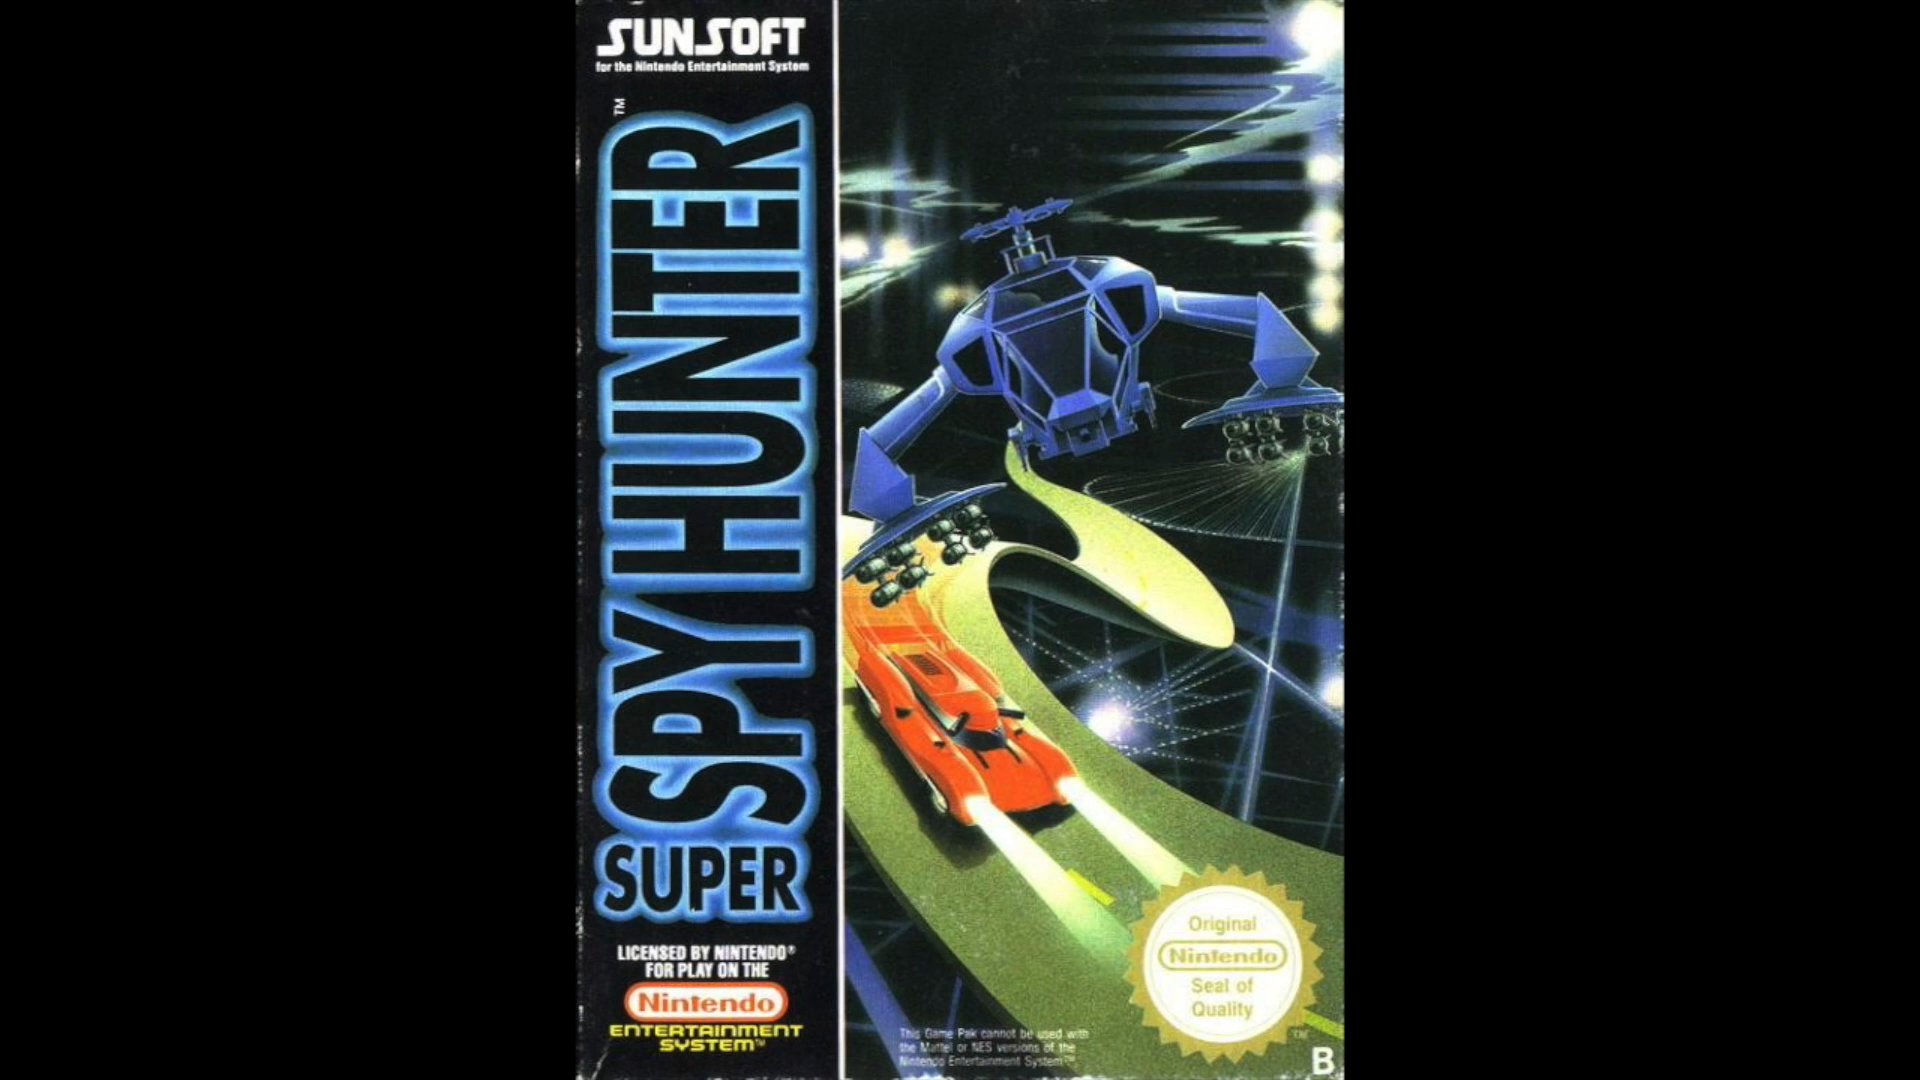 SUNSOFT
for the Nintendo Entertainment System
SUPER SPY HUNTER™
LICENSED BY NINTENDO®
FOR PLAY ON THE
Nintendo
ENTERTAINMENT
SYSTEM™
Original
Nintendo
Seal of
Quality
TM
This Game Pak cannot be used with
the Mattel or NES versions of the
Nintendo Entertainment System™
B